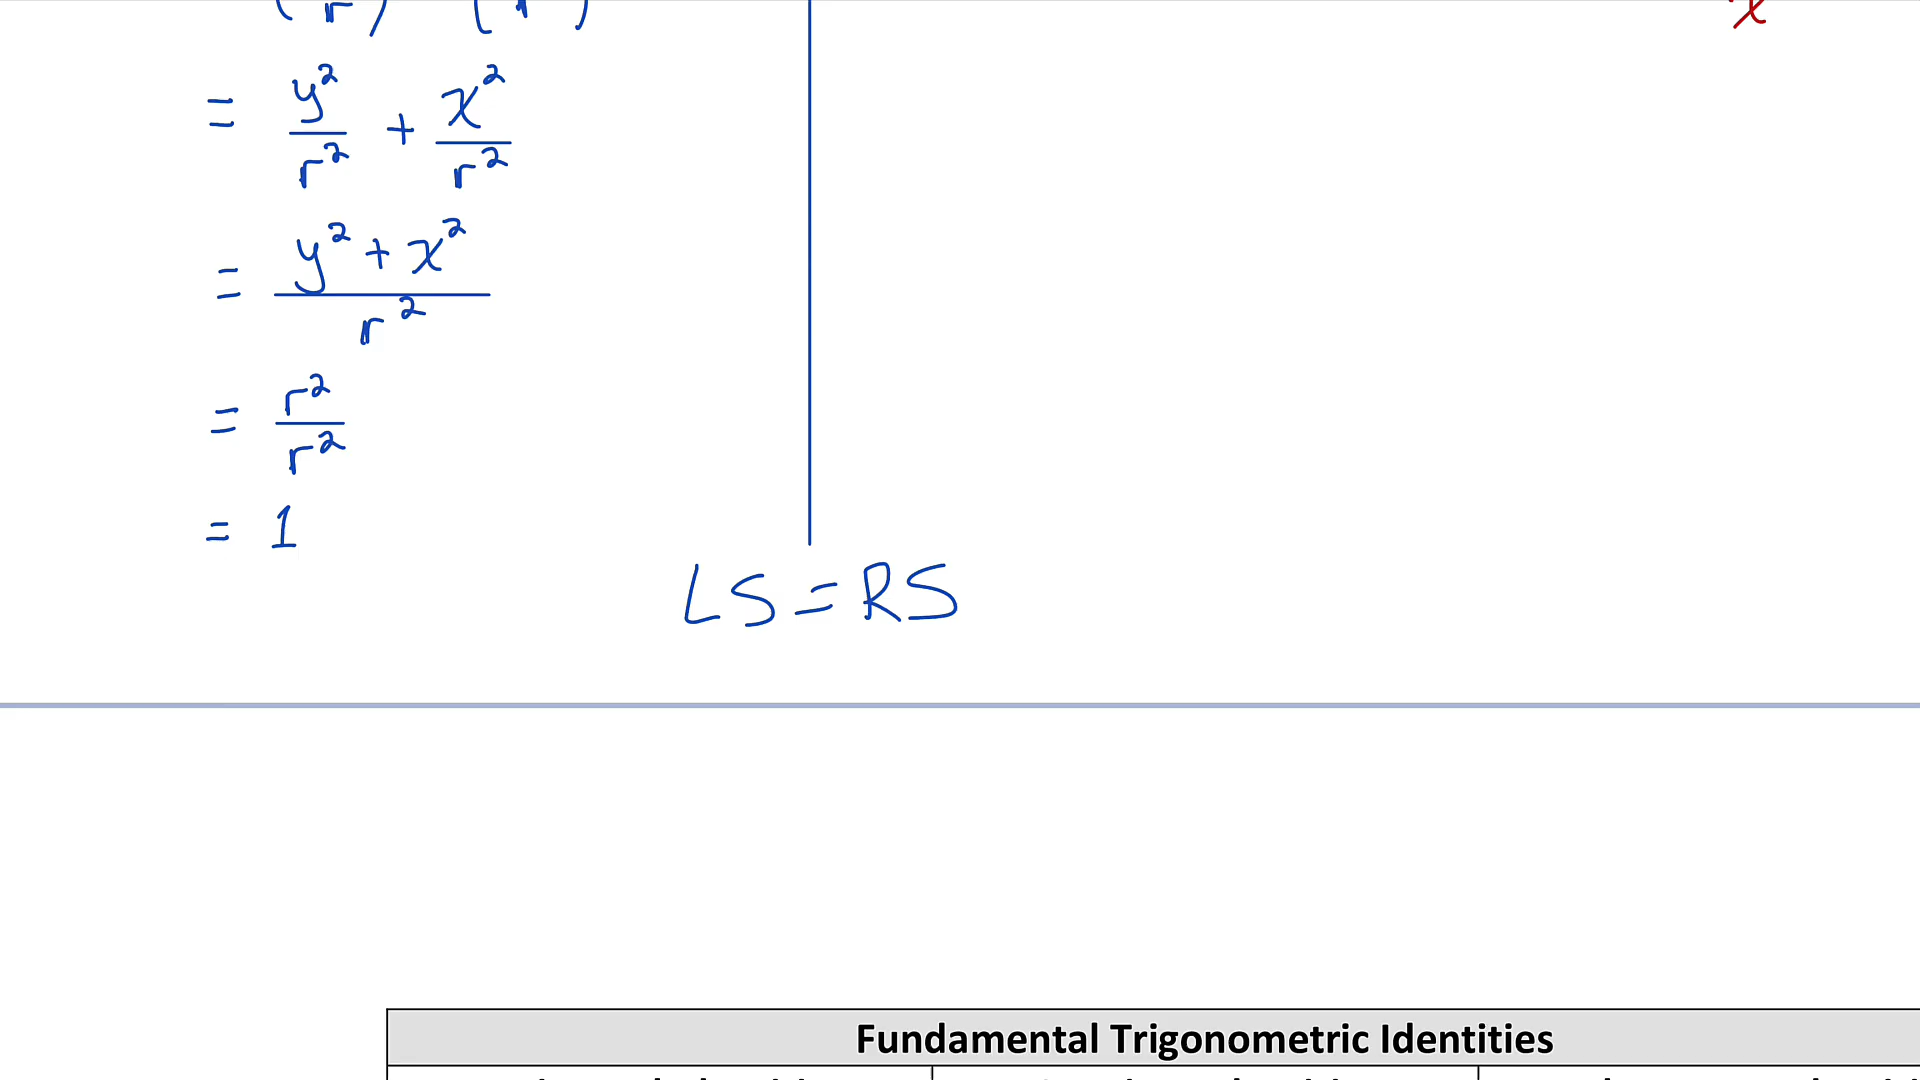 = y²/r² + x²/r²
= (y² + x²)/r²
= r²/r²
= 1
LS = RS
Fundamental Trigonometric Identities